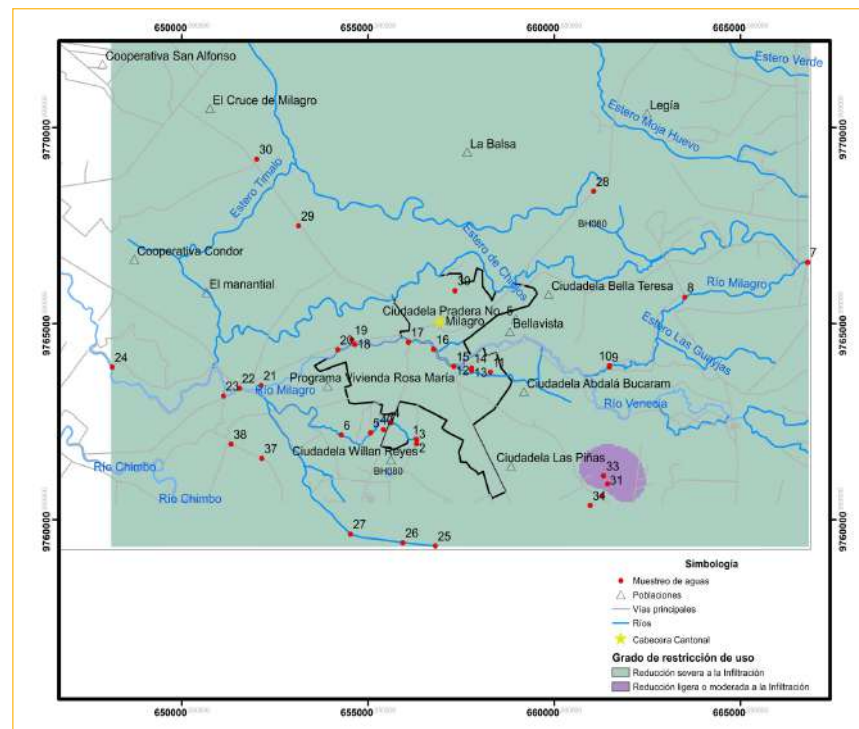 650000 655000 660000 665000
Cooperativa San Alfonso
Estero Verde
El Cruce de Milagro
Legía
9770000
9770000
Estero Moja Huevo
La Balsa
30
28
Estero Timalo
29
BH080
Cooperativa Condor
Estero de Chirijos
7
El manantial
39
8
Río Milagro
Ciudadela Bella Teresa
Ciudadela Pradera No. 5
Milagro
Bellavista
9765000
9765000
Estero Las Guayjas
19
20
18
17
16
24
15
14
11
109
12
13
22
21
23
Río Milagro
Programa Vivienda Rosa María
Ciudadela Abdalá Bucaram
Río Venecia
6
5
3
2
38
37
Ciudadela Willan Reyes
BH080
Ciudadela Las Piñas
Río Chimbo
Río Chimbo
33
31
34
27
26
25
9760000
9760000
Simbología
Muestreo de aguas
Poblaciones
Vías principales
Ríos
Cabecera Cantonal
Grado de restricción de uso
Reducción severa a la Infiltración
Reducción ligera o moderada a la Infiltración
650000 655000 660000 665000